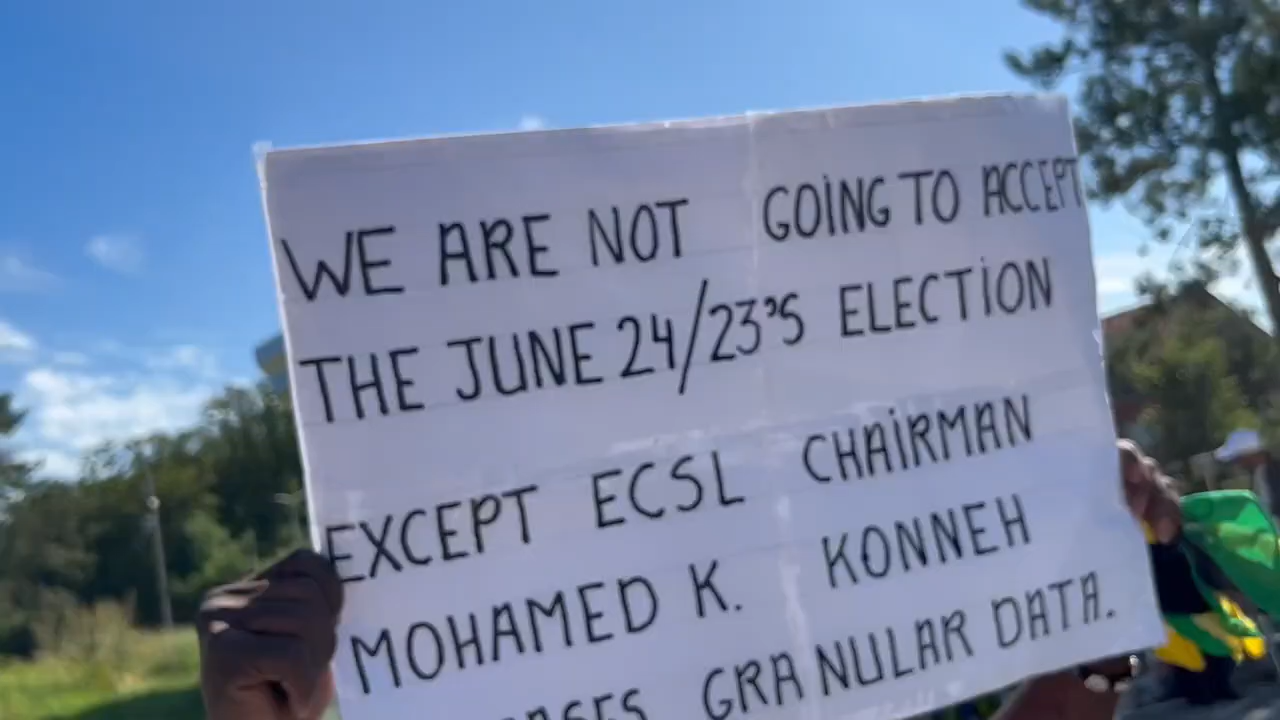 WE ARE NOT GOING TO ACCEPT
THE JUNE 24/23'S ELECTION
EXCEPT ECSL CHAIRMAN
MOHAMED K. KONNEH
GRANULAR DATA.